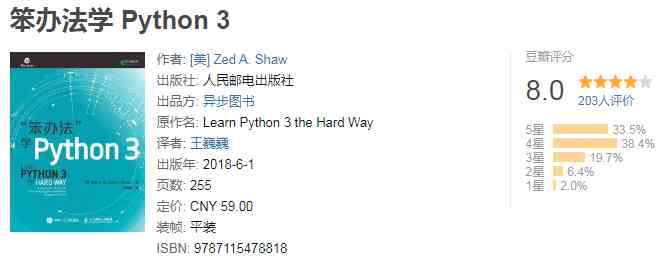 笨办法学 Python 3
作者: [美] Zed A. Shaw
出版社: 人民邮电出版社
出品方: 异步图书
原作名: Learn Python 3 the Hard Way
译者: 王巍巍
出版年: 2018-6-1
页数: 255
定价: CNY 59.00
装帧: 平装
ISBN: 9787115478818
豆瓣评分
8.0
203人评价
5星 33.5%
4星 38.4%
3星 19.7%
2星 6.4%
1星 2.0%
“笨办法”
学 Python 3
PYTHON 3
HARD WAY